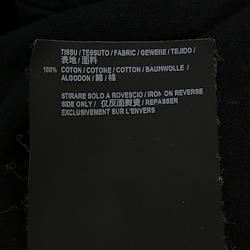 TISSU / TESSUTO / FABRIC / GEWEBE / TEJIDO /
表地 / 面料
100% COTON / COTONE / COTTON / BAUMWOLLE /
ALGODON / 綿 / 棉
STIRARE SOLO A ROVESCIO / IRON ON REVERSE
SIDE ONLY / 仅反面熨烫 / REPASSER
EXCLUSIVEMENT SUR L'ENVERS